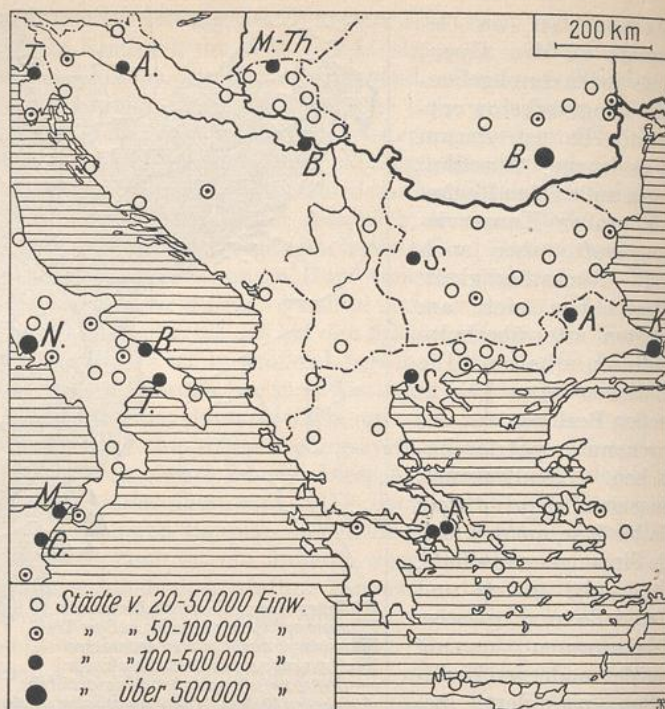 200 km
M.-Th.
T.
A.
B.
B.
S.
A.
K
N.
B.
T.
S.
M.
C.
P.
A.
Städte v. 20-50 000 Einw.
" " 50-100 000 "
" " 100-500 000 "
" über 500 000 "